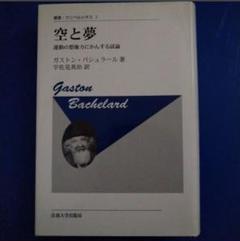 叢書・ウニベルシタス 2
空と夢
運動の想像力にかんする試論
ガストン・バシュラール 著
宇佐見英治 訳
Gaston
Bachelard
法政大学出版局